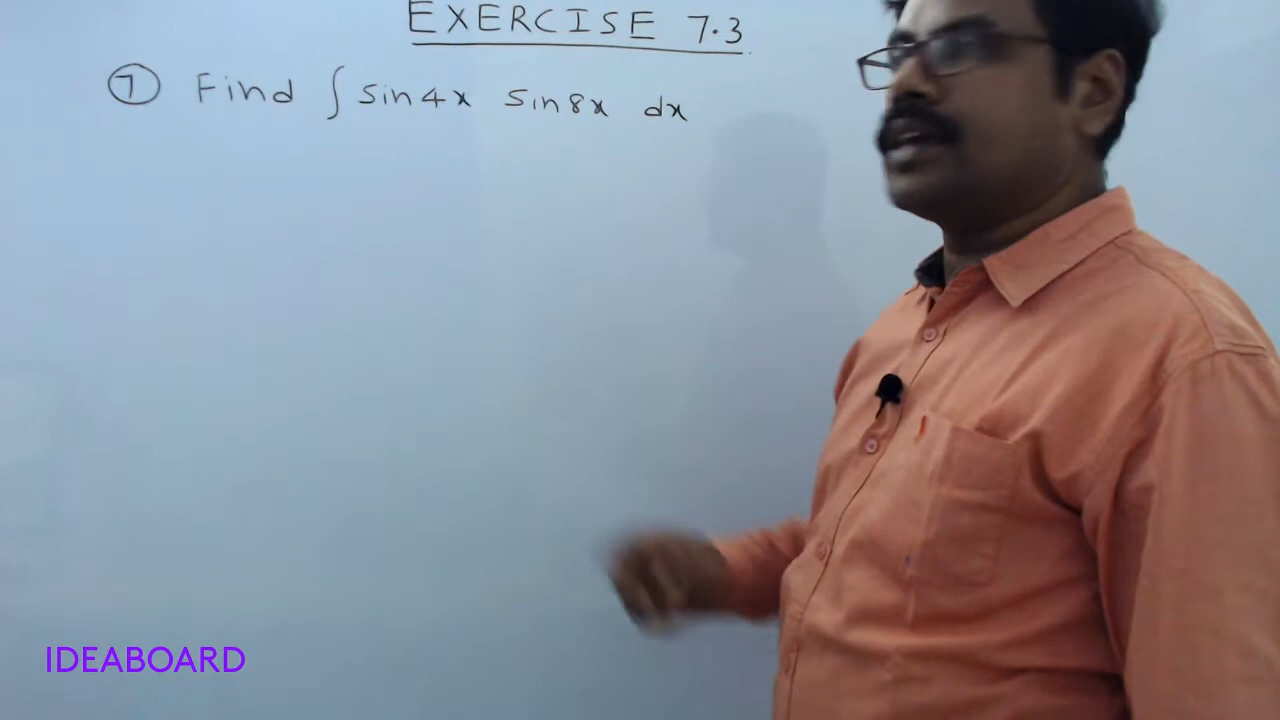 EXERCISE 7.3
⑦ Find ∫ sin4x sin8x dx
IDEABOARD